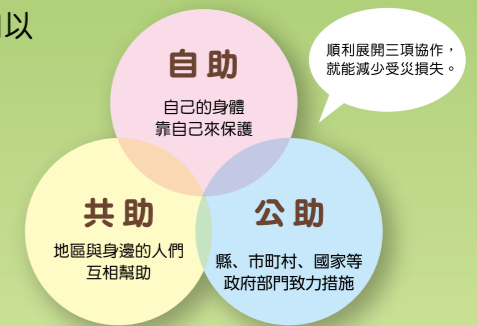 以
自助
自己的身體
靠自己來保護
順利展開三項協作，
就能減少受災損失。
共助
地區與身邊的人們
互相幫助
公助
縣、市町村、國家等
政府部門致力措施